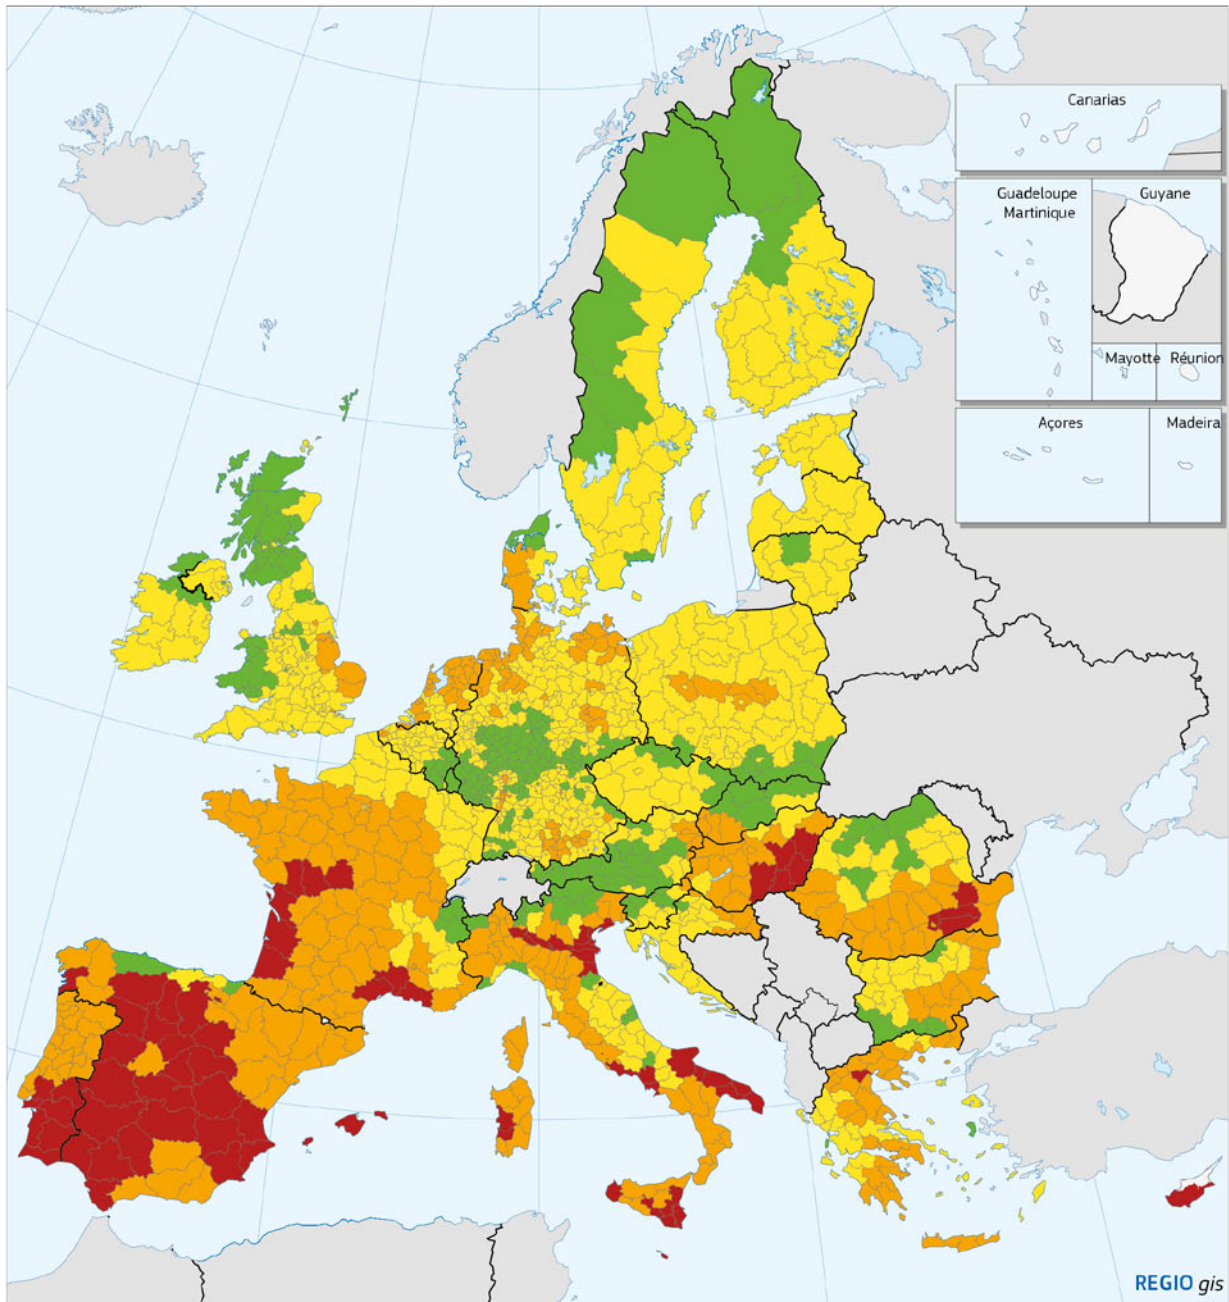 Canarias
Guadeloupe
Martinique
Guyane
Mayotte
Réunion
Açores
Madeira
REGIO gis